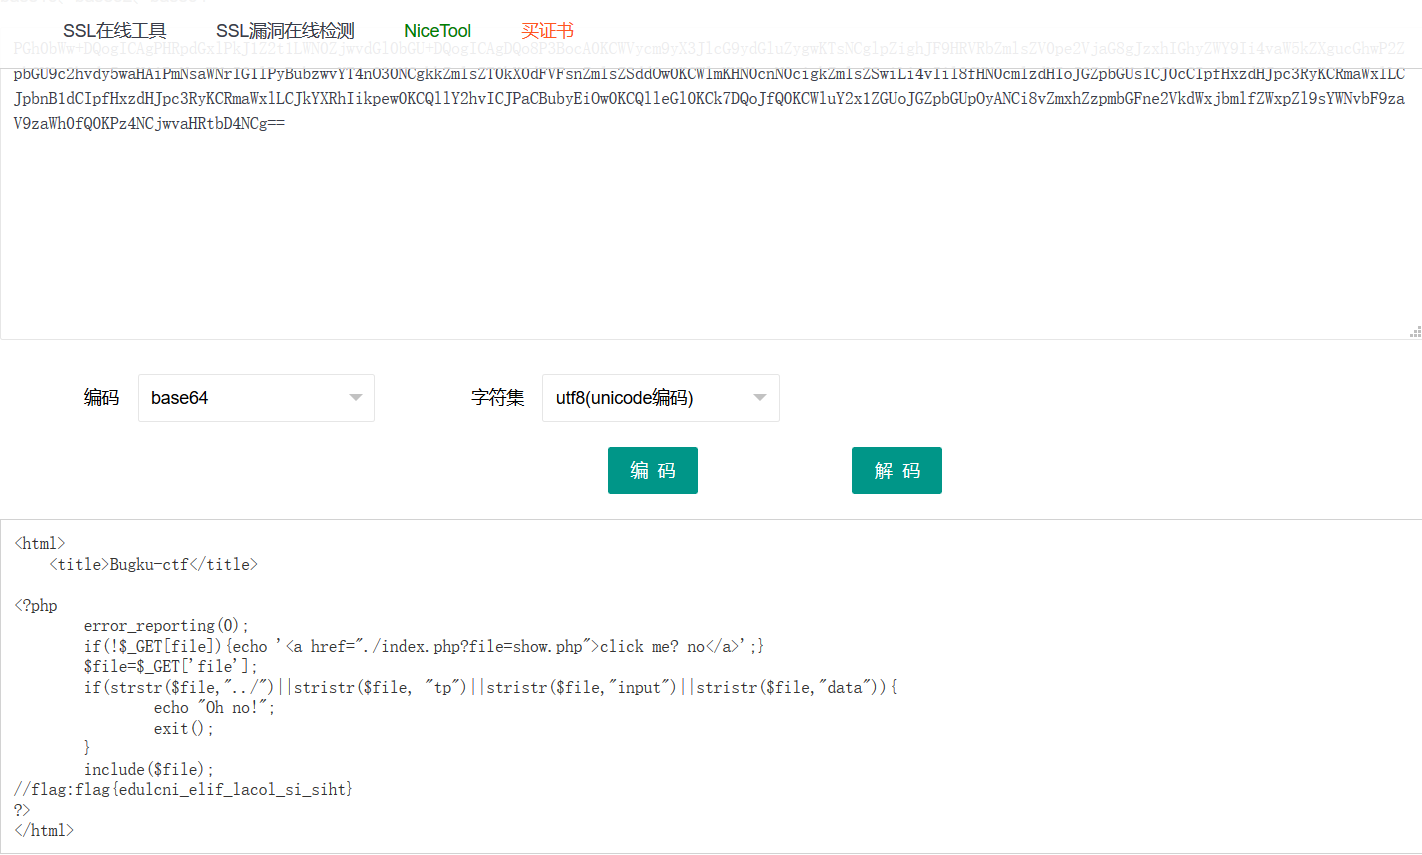 SSL在线工具 SSL漏洞在线检测 NiceTool 买证书
JpbnB1dCIpfHxzdHJpc3RyKCRmaWxlLCJkYXRhIikpew0KCQllY2hvICJPaCBubyEiOw0KCQlleGl0KCk7DQoJfQ0KCWluY2x1ZGUoJGZpbGUpOyANCi8vZmxhZzpmbGFne2VkdWxjbmlfZWxpZl9sYWNvbF9za
V9zaWh0fQ0KPz4NCjwvaHRtbD4NCg==
编码 base64 字符集 utf8(unicode编码)
编 码 解 码
<html>
<title>Bugku-ctf</title>
<?php
error_reporting(0);
if(!$_GET[file]){echo '<a href="./index.php?file=show.php">click me? no</a>';}
$file=$_GET['file'];
if(strstr($file,"../")||stristr($file, "tp")||stristr($file,"input")||stristr($file,"data")){
echo "Oh no!";
exit();
}
include($file);
//flag:flag{edulcni_elif_lacol_si_siht}
?>
</html>